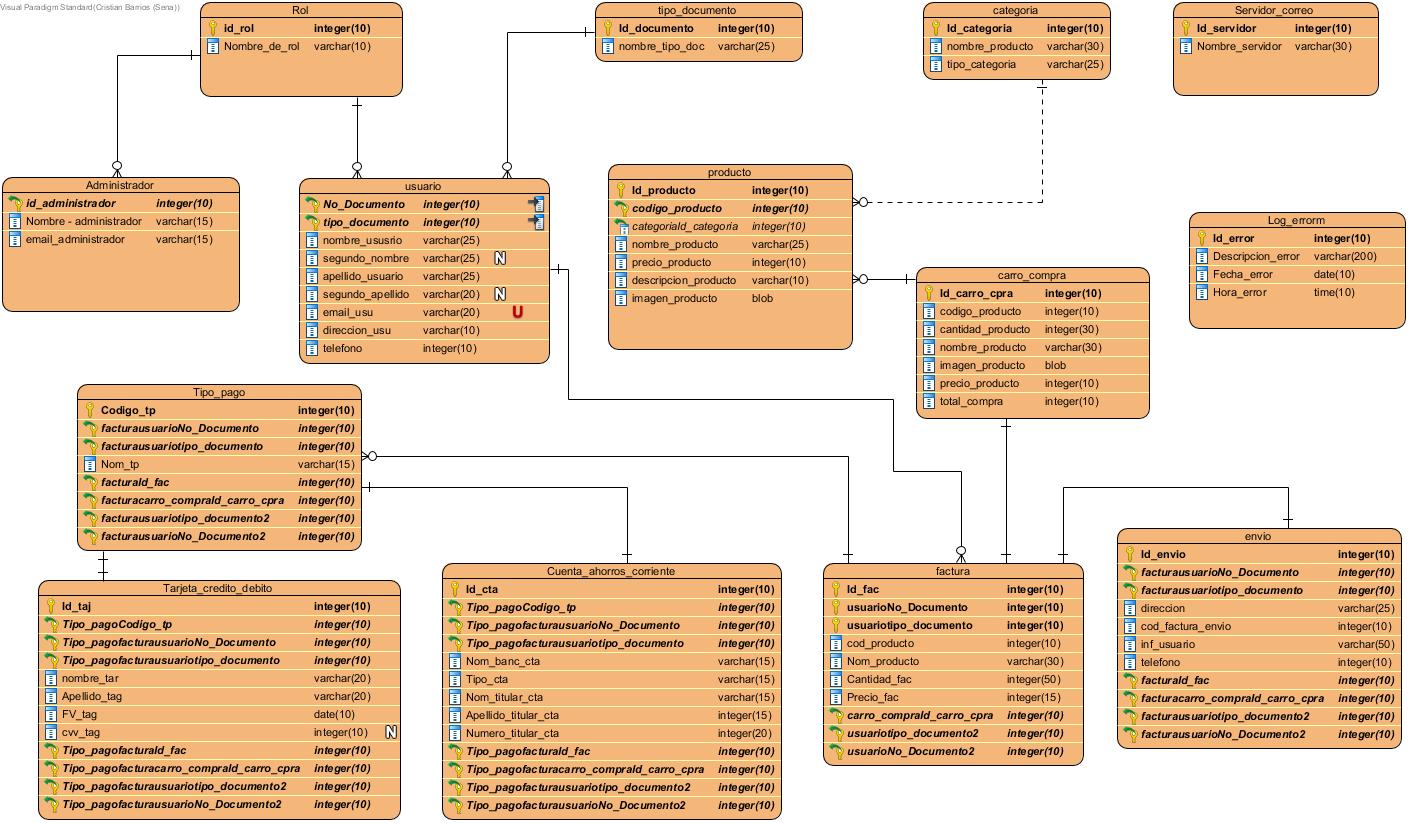 Visual Paradigm Standard(Cristian Barrios (Sena))
Rol
id_rol integer(10)
Nombre_de_rol varchar(10)
tipo_documento
Id_documento integer(10)
nombre_tipo_doc varchar(25)
categoria
Id_categoria integer(10)
nombre_producto varchar(30)
tipo_categoria varchar(25)
Servidor_correo
Id_servidor integer(10)
Nombre_servidor varchar(30)
Administrador
id_administrador integer(10)
Nombre - administrador varchar(15)
email_administrador varchar(15)
usuario
No_Documento integer(10)
tipo_documento integer(10)
nombre_ususrio varchar(25)
segundo_nombre varchar(25) N
apellido_usuario varchar(25)
segundo_apellido varchar(20) N
email_usu varchar(20) U
direccion_usu varchar(10)
telefono integer(10)
producto
Id_producto integer(10)
codigo_producto integer(10)
categoriaId_categoria integer(10)
nombre_producto varchar(25)
precio_producto integer(10)
descripcion_producto varchar(10)
imagen_producto blob
carro_compra
Id_carro_cpra integer(10)
codigo_producto integer(10)
cantidad_producto integer(30)
nombre_producto varchar(30)
imagen_producto blob
precio_producto integer(10)
total_compra integer(10)
Log_errorm
Id_error integer(10)
Descripcion_error varchar(200)
Fecha_error date(10)
Hora_error time(10)
Tipo_pago
Codigo_tp integer(10)
facturausuarioNo_Documento integer(10)
facturausuariotipo_documento integer(10)
Nom_tp varchar(15)
facturaId_fac integer(10)
facturacarro_compraId_carro_cpra integer(10)
facturausuariotipo_documento2 integer(10)
facturausuarioNo_Documento2 integer(10)
Tarjeta_credito_debito
Id_taj integer(10)
Tipo_pagoCodigo_tp integer(10)
Tipo_pagofacturausuarioNo_Documento integer(10)
Tipo_pagofacturausuariotipo_documento integer(10)
nombre_tar varchar(20)
Apellido_tag varchar(20)
FV_tag date(10)
cvv_tag integer(10) N
Tipo_pagofacturaId_fac integer(10)
Tipo_pagofacturacarro_compraId_carro_cpra integer(10)
Tipo_pagofacturausuariotipo_documento2 integer(10)
Tipo_pagofacturausuarioNo_Documento2 integer(10)
Cuenta_ahorros_corriente
Id_cta integer(10)
Tipo_pagoCodigo_tp integer(10)
Tipo_pagofacturausuarioNo_Documento integer(10)
Tipo_pagofacturausuariotipo_documento integer(10)
Nom_banc_cta varchar(15)
Tipo_cta varchar(15)
Nom_titular_cta varchar(15)
Apellido_titular_cta integer(15)
Numero_titular_cta integer(20)
Tipo_pagofacturaId_fac integer(10)
Tipo_pagofacturacarro_compraId_carro_cpra integer(10)
Tipo_pagofacturausuariotipo_documento2 integer(10)
Tipo_pagofacturausuarioNo_Documento2 integer(10)
factura
Id_fac integer(10)
usuarioNo_Documento integer(10)
usuariotipo_documento integer(10)
cod_producto integer(10)
Nom_producto varchar(30)
Cantidad_fac integer(50)
Precio_fac integer(15)
carro_compraId_carro_cpra integer(10)
usuariotipo_documento2 integer(10)
usuarioNo_Documento2 integer(10)
envio
Id_envio integer(10)
facturausuarioNo_Documento integer(10)
facturausuariotipo_documento integer(10)
direccion varchar(25)
cod_factura_envio integer(10)
inf_usuario varchar(50)
telefono integer(10)
facturaId_fac integer(10)
facturacarro_compraId_carro_cpra integer(10)
facturausuariotipo_documento2 integer(10)
facturausuarioNo_Documento2 integer(10)